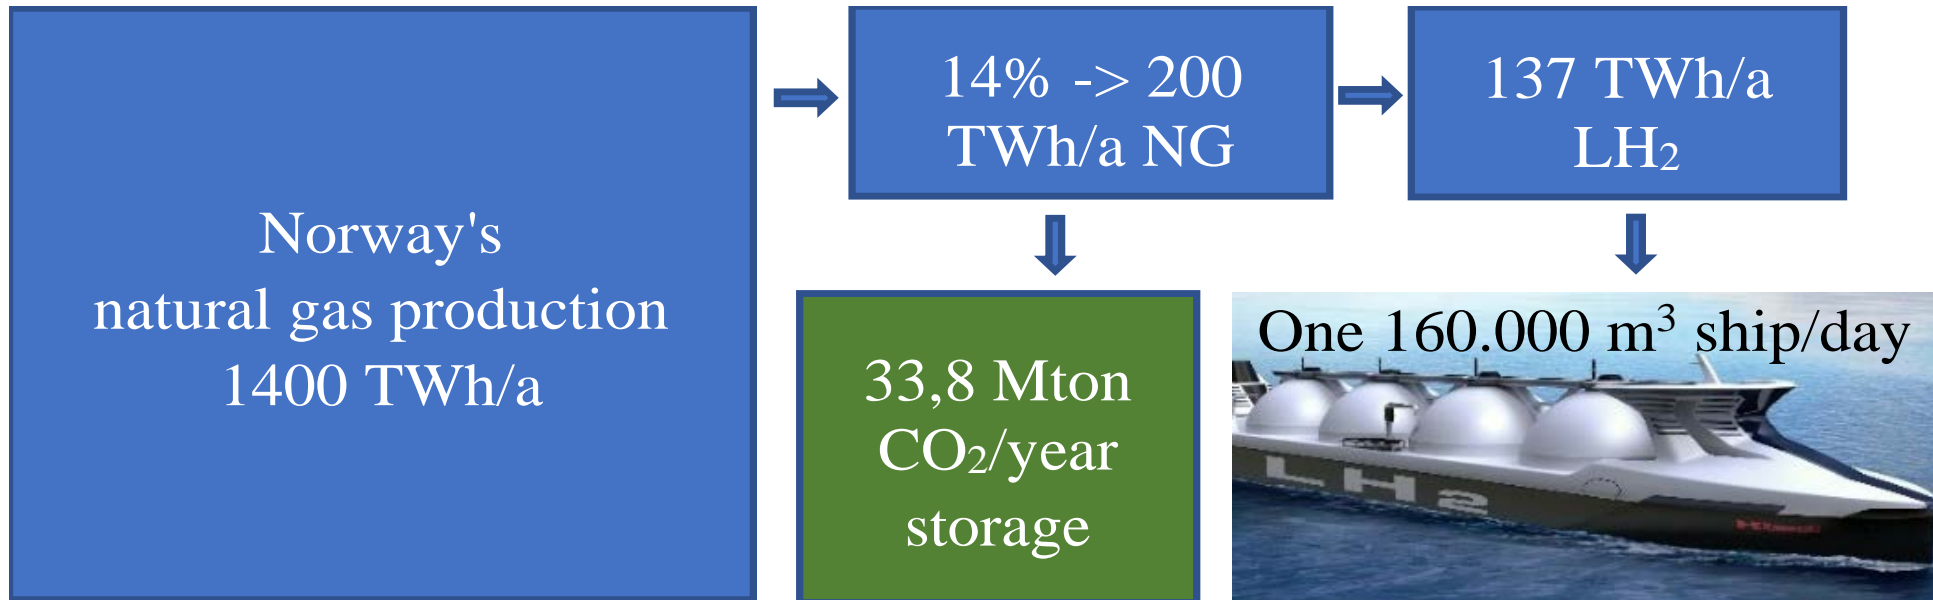 Norway's
natural gas production
1400 TWh/a
14% -> 200
TWh/a NG
137 TWh/a
LH₂
33,8 Mton
CO₂/year
storage
One 160.000 m³ ship/day
LH₂